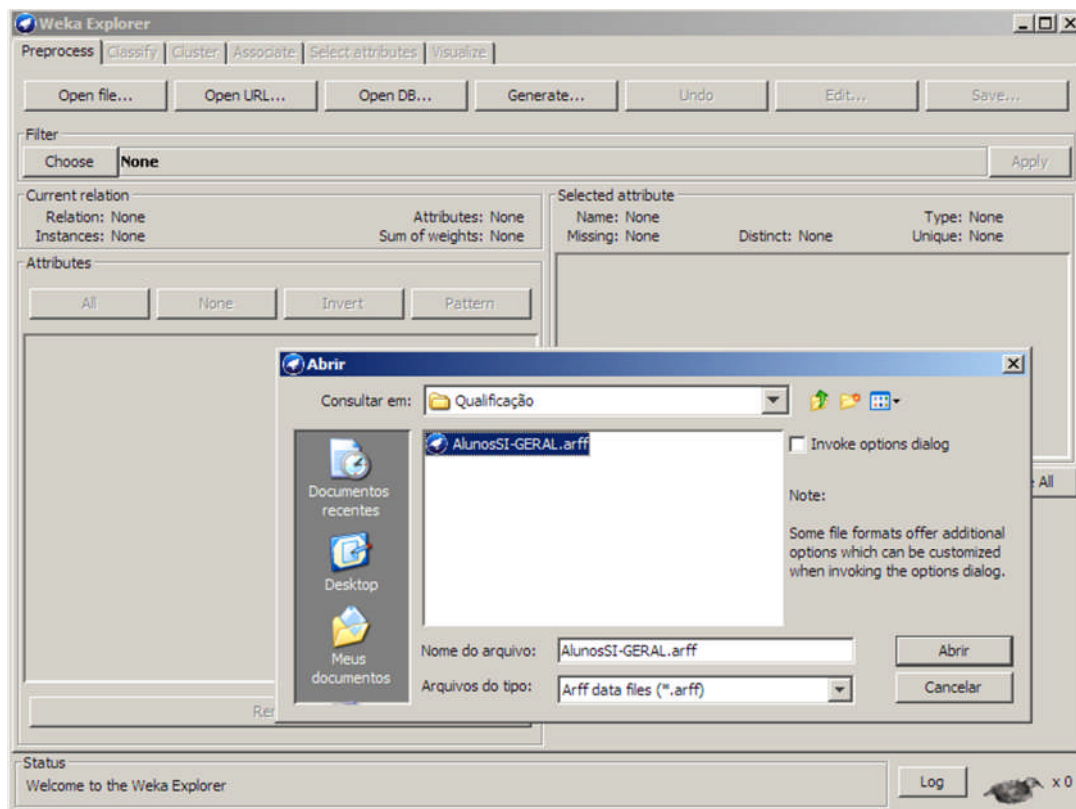 Weka Explorer
Preprocess Classify Cluster Associate Select attributes Visualize
Open file... Open URL... Open DB... Generate... Undo Edit... Save...
Filter
Choose None Apply
Current relation
Relation: None Attributes: None
Instances: None Sum of weights: None
Selected attribute
Name: None Type: None
Missing: None Distinct: None Unique: None
Attributes
All None Invert Pattern
Abrir
Consultar em: Qualificação
AlunosSI-GERAL.arff
Invoke options dialog
Note:
Some file formats offer additional
options which can be customized
when invoking the options dialog.
Documentos
recentes
Desktop
Meus
documentos
Nome do arquivo: AlunosSI-GERAL.arff Abrir
Arquivos do tipo: Arff data files (*.arff) Cancelar
All
Status
Welcome to the Weka Explorer
Log x 0